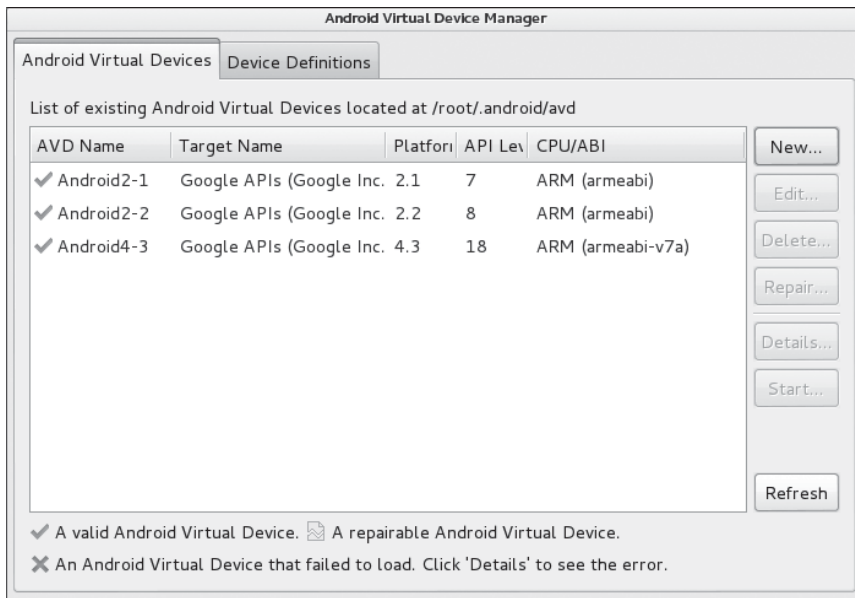 Android Virtual Device Manager
Android Virtual Devices Device Definitions
List of existing Android Virtual Devices located at /root/.android/avd
AVD Name Target Name Platforı API Lev CPU/ABI
Android2-1 Google APIs (Google Inc. 2.1 7 ARM (armeabi)
Android2-2 Google APIs (Google Inc. 2.2 8 ARM (armeabi)
Android4-3 Google APIs (Google Inc. 4.3 18 ARM (armeabi-v7a)
New...
Edit...
Delete...
Repair...
Details...
Start...
Refresh
A valid Android Virtual Device. A repairable Android Virtual Device.
An Android Virtual Device that failed to load. Click 'Details' to see the error.